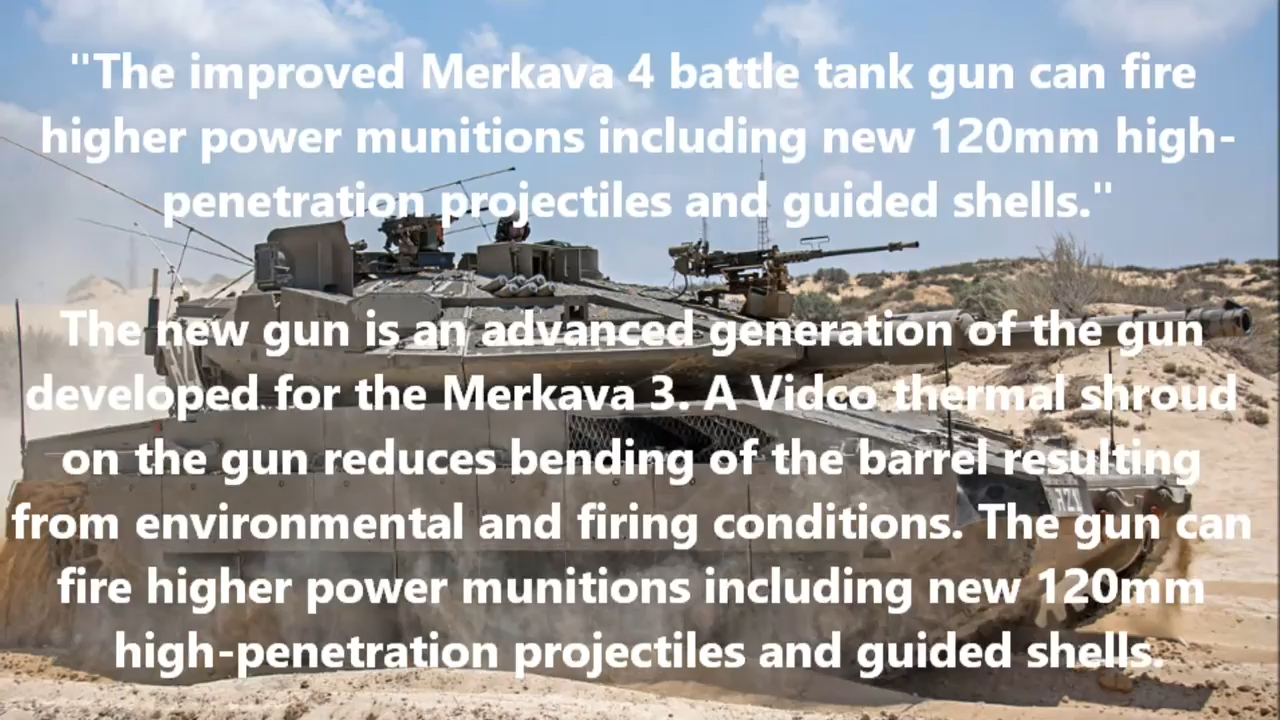 "The improved Merkava 4 battle tank gun can fire
higher power munitions including new 120mm high-
penetration projectiles and guided shells."
The new gun is an advanced generation of the gun
developed for the Merkava 3. A Vidco thermal shroud
on the gun reduces bending of the barrel resulting
from environmental and firing conditions. The gun can
fire higher power munitions including new 120mm
high-penetration projectiles and guided shells.